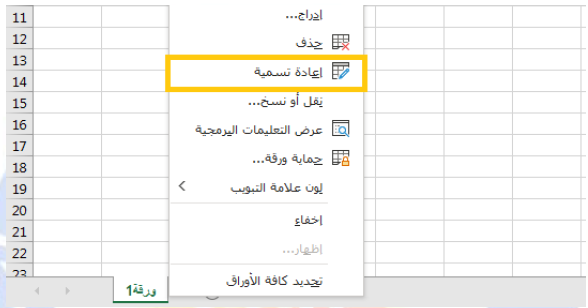 11
12
13
14
15
16
17
18
19
20
21
22
23
إدراج...
حذف
إعادة تسمية
نقل أو نسخ...
عرض التعليمات البرمجية
حماية ورقة...
لون علامة التبويب
إخفاء
إظهار...
تحديد كافة الأوراق
ورقة1